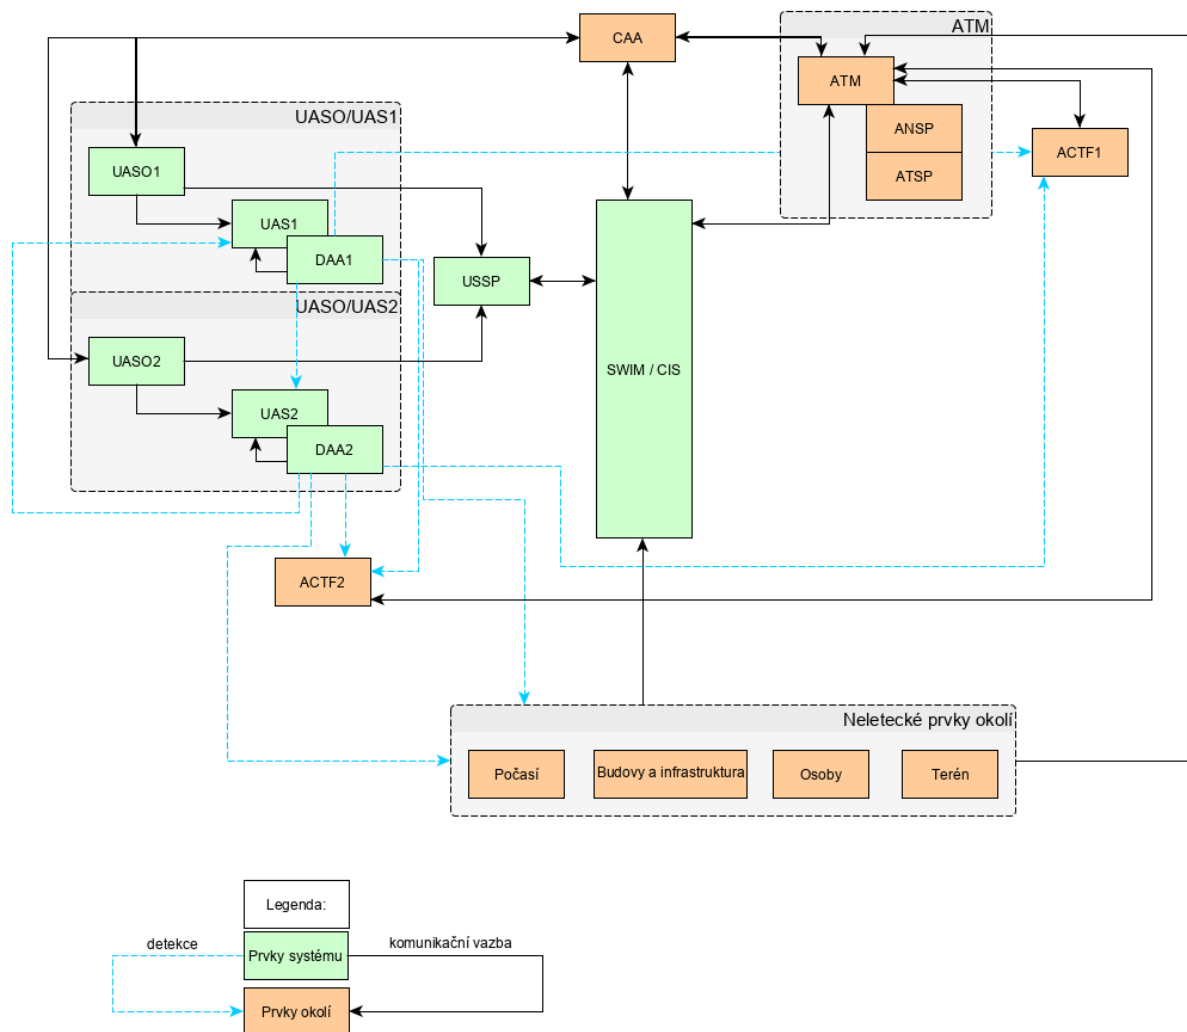 CAA
ATM
ATM
ANSP
ATSP
ACTF1
UASO/UAS1
UASO1
UAS1
DAA1
USSP
UASO/UAS2
UASO2
SWIM / CIS
UAS2
DAA2
ACTF2
Neletecké prvky okolí
Počasí
Budovy a infrastruktura
Osoby
Terén
Legenda:
detekce
komunikační vazba
Prvky systému
Prvky okolí